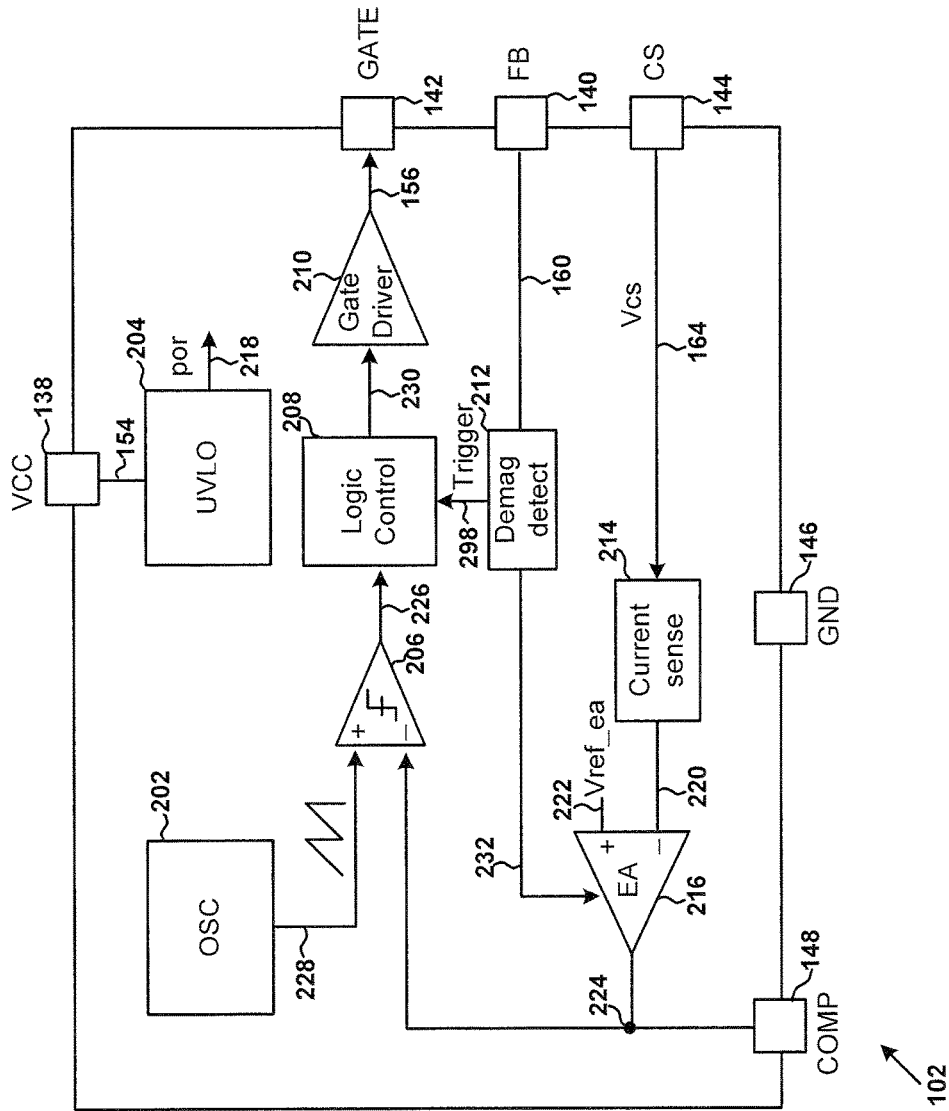 VCC
138
154
204
UVLO
por
218
GATE
142
156
210
Gate
Driver
230
208
Logic
Control
226
206
+
−
OSC
202
228
FB
140
160
212
Demag
detect
Trigger
298
232
CS
144
Vcs
164
214
Current
sense
220
222
Vref_ea
+
−
EA
216
224
148
COMP
146
GND
102